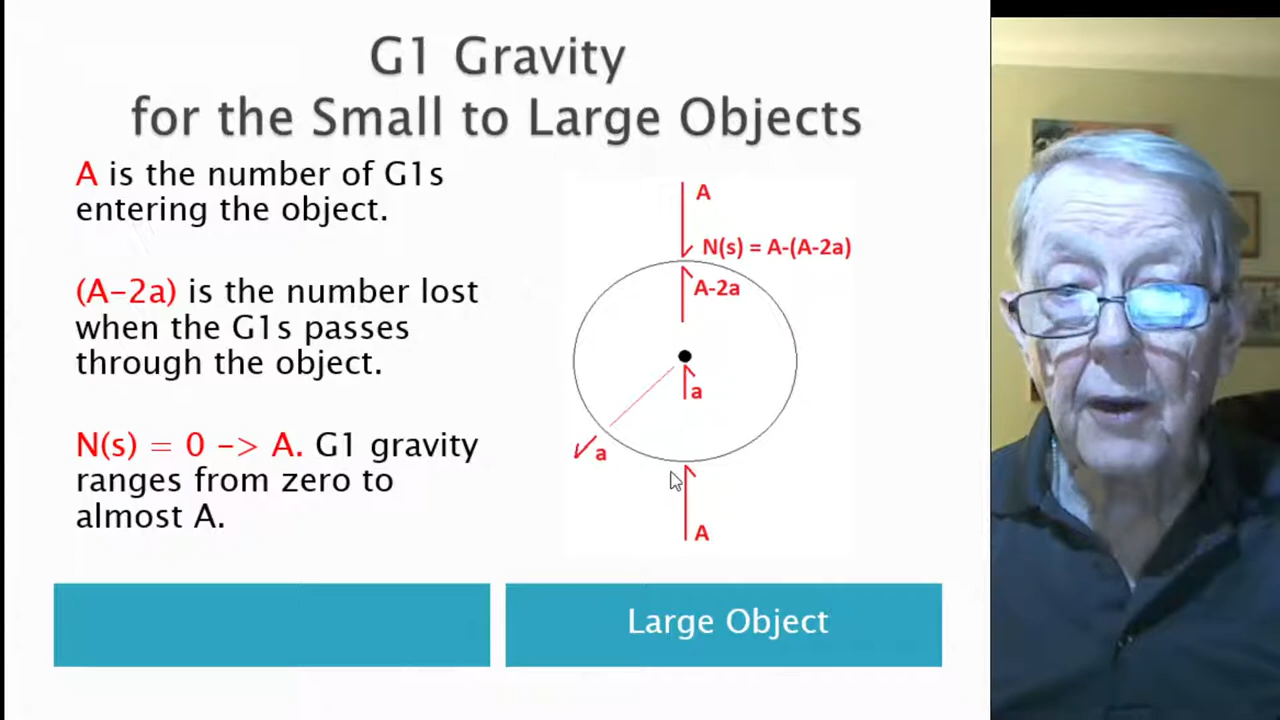 G1 Gravity
for the Small to Large Objects
A is the number of G1s
entering the object.
(A-2a) is the number lost
when the G1s passes
through the object.
N(s) = 0 -> A. G1 gravity
ranges from zero to
almost A.
A
N(s) = A-(A-2a)
A-2a
a
a
A
Large Object